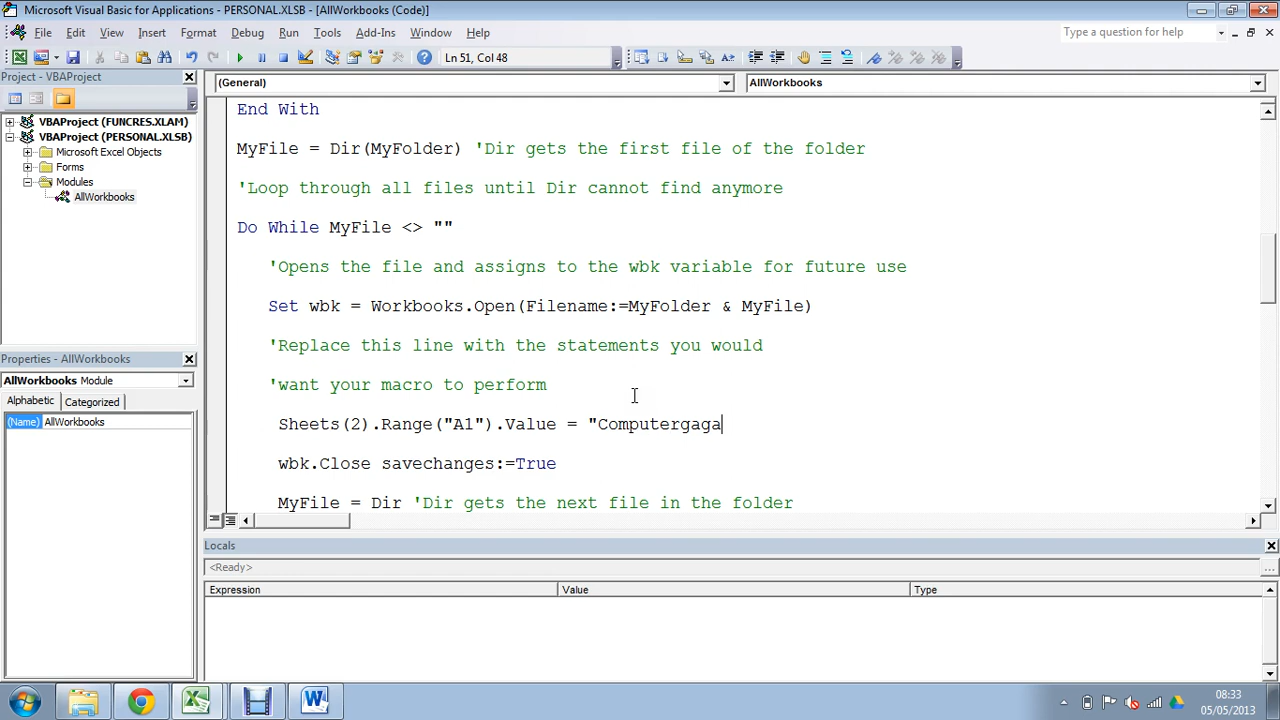 Microsoft Visual Basic for Applications - PERSONAL.XLSB - [AllWorkbooks (Code)]
File Edit View Insert Format Debug Run Tools Add-Ins Window Help
Type a question for help
Ln 51, Col 48
Project - VBAProject
(General)
AllWorkbooks
VBAProject (FUNCRES.XLAM)
VBAProject (PERSONAL.XLSB)
Microsoft Excel Objects
Forms
Modules
AllWorkbooks
End With
MyFile = Dir(MyFolder) 'Dir gets the first file of the folder
'Loop through all files until Dir cannot find anymore
Do While MyFile <> ""
'Opens the file and assigns to the wbk variable for future use
Set wbk = Workbooks.Open(Filename:=MyFolder & MyFile)
'Replace this line with the statements you would
'want your macro to perform
Sheets(2).Range("A1").Value = "Computergaga
wbk.Close savechanges:=True
MyFile = Dir 'Dir gets the next file in the folder
Properties - AllWorkbooks
AllWorkbooks Module
Alphabetic Categorized
(Name) AllWorkbooks
Locals
<Ready>
Expression Value Type
08:33
05/05/2013